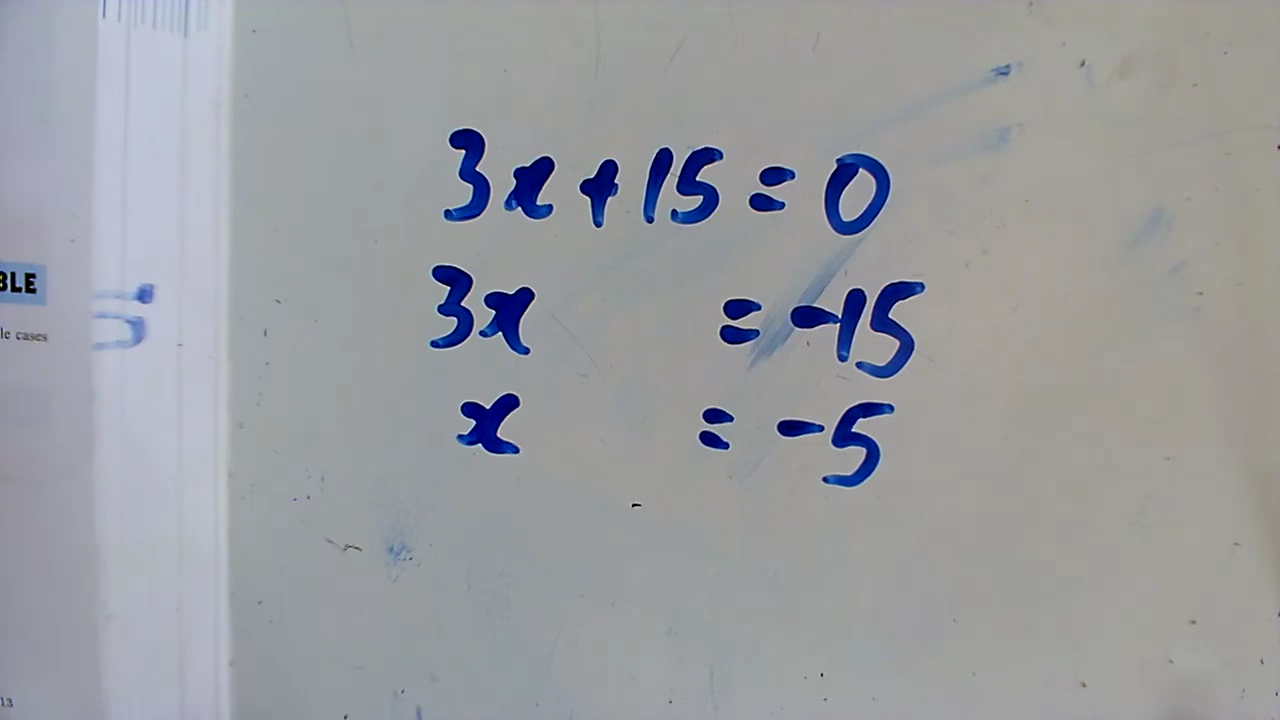 3x+15=0
3x =-15
x =-5
BLE
le cases
13